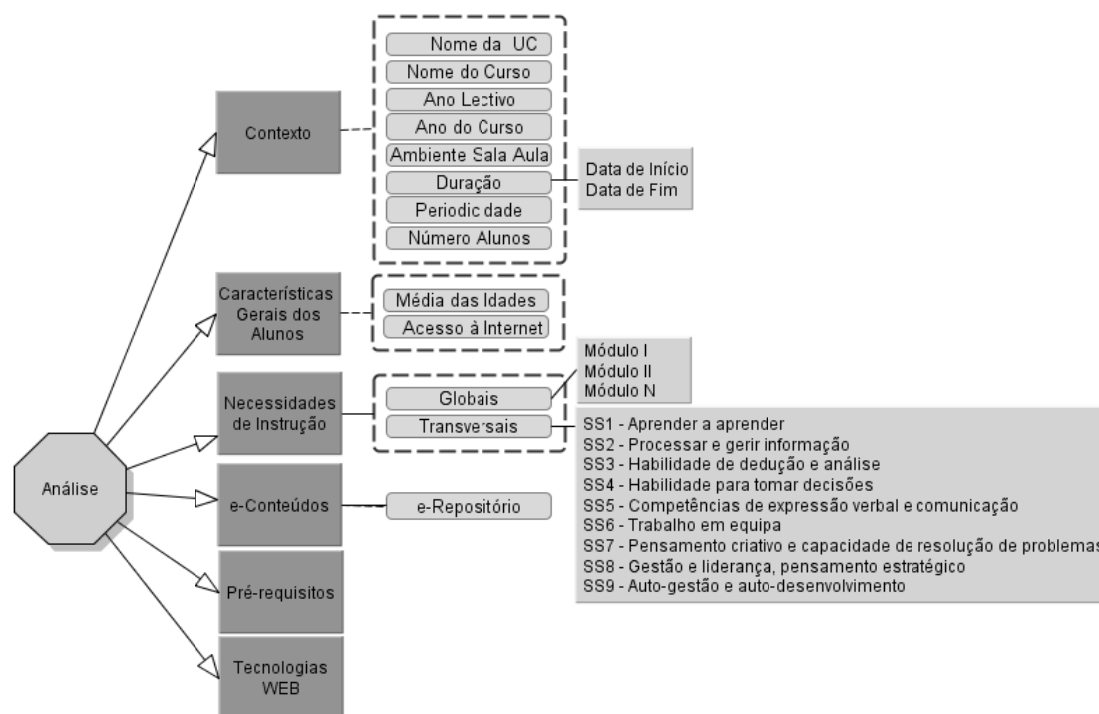 Nome da UC
Nome do Curso
Ano Lectivo
Ano do Curso
Ambiente Sala Aula
Duração
Periodicidade
Número Alunos
Contexto
Data de Início
Data de Fim
Características
Gerais dos
Alunos
Média das Idades
Acesso à Internet
Necessidades
de Instrução
Globais
Transversais
Módulo I
Módulo II
Módulo N
SS1 - Aprender a aprender
SS2 - Processar e gerir informação
SS3 - Habilidade de dedução e análise
SS4 - Habilidade para tomar decisões
SS5 - Competências de expressão verbal e comunicação
SS6 - Trabalho em equipa
SS7 - Pensamento criativo e capacidade de resolução de problemas
SS8 - Gestão e liderança, pensamento estratégico
SS9 - Auto-gestão e auto-desenvolvimento
Análise
e-Conteúdos
e-Repositório
Pré-requisitos
Tecnologias
WEB